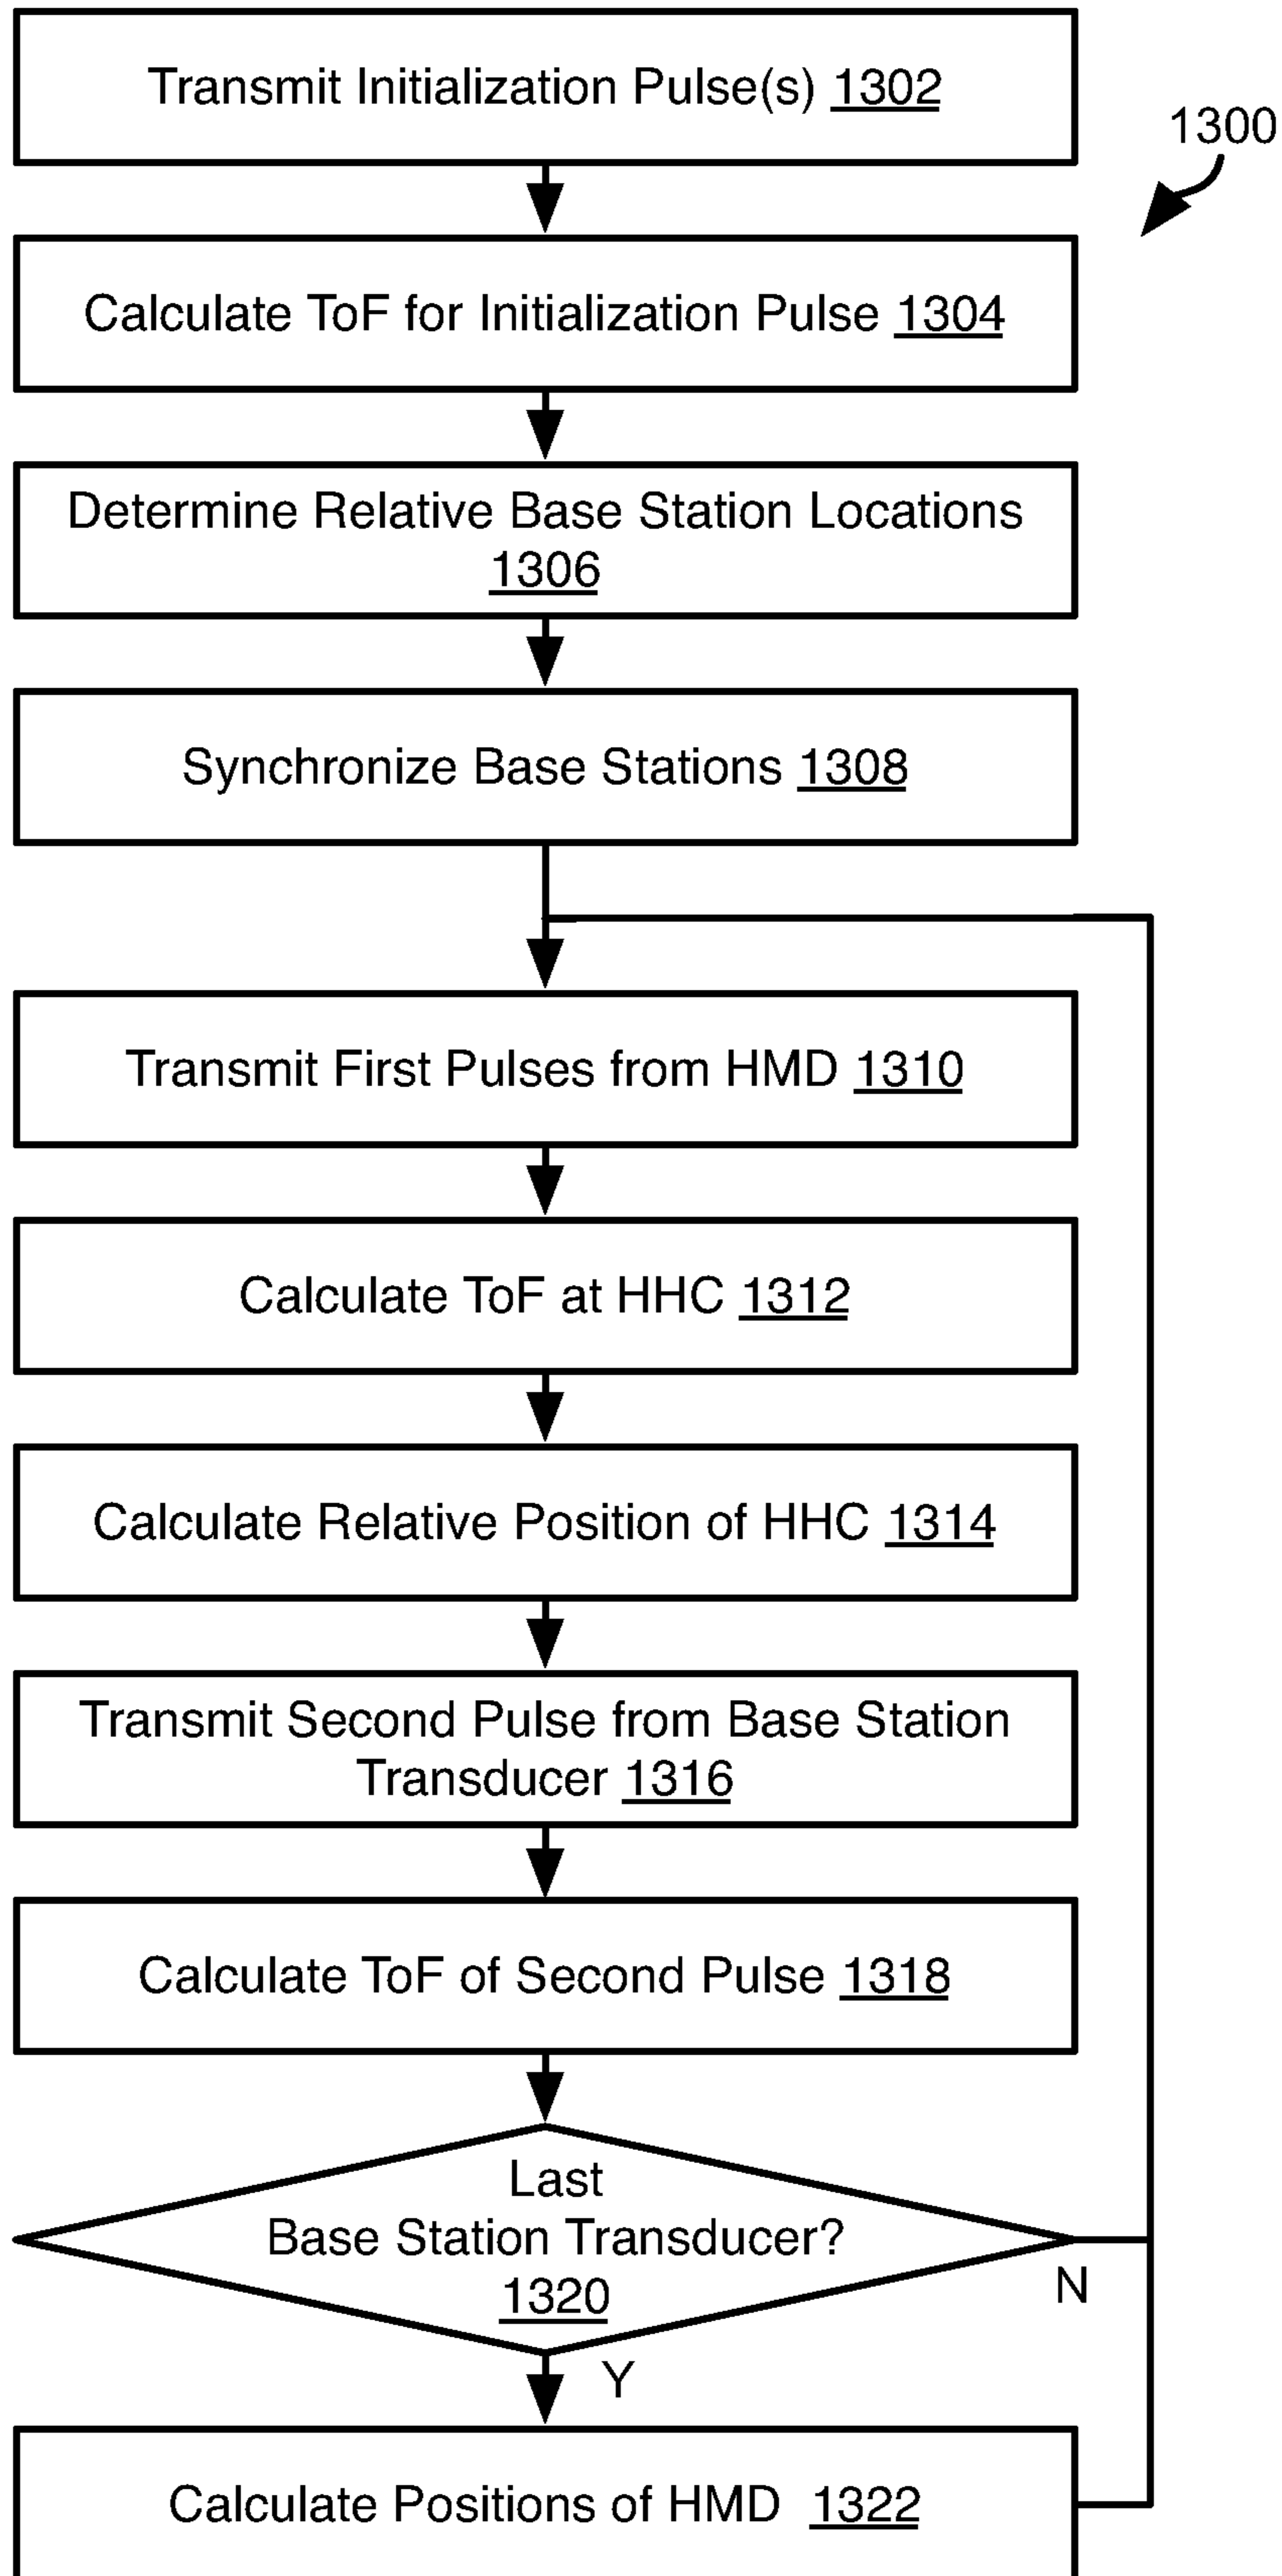 Transmit Initialization Pulse(s) 1302
1300
Calculate ToF for Initialization Pulse 1304
Determine Relative Base Station Locations
1306
Synchronize Base Stations 1308
Transmit First Pulses from HMD 1310
Calculate ToF at HHC 1312
Calculate Relative Position of HHC 1314
Transmit Second Pulse from Base Station
Transducer 1316
Calculate ToF of Second Pulse 1318
Last
Base Station Transducer?
1320
N
Y
Calculate Positions of HMD 1322